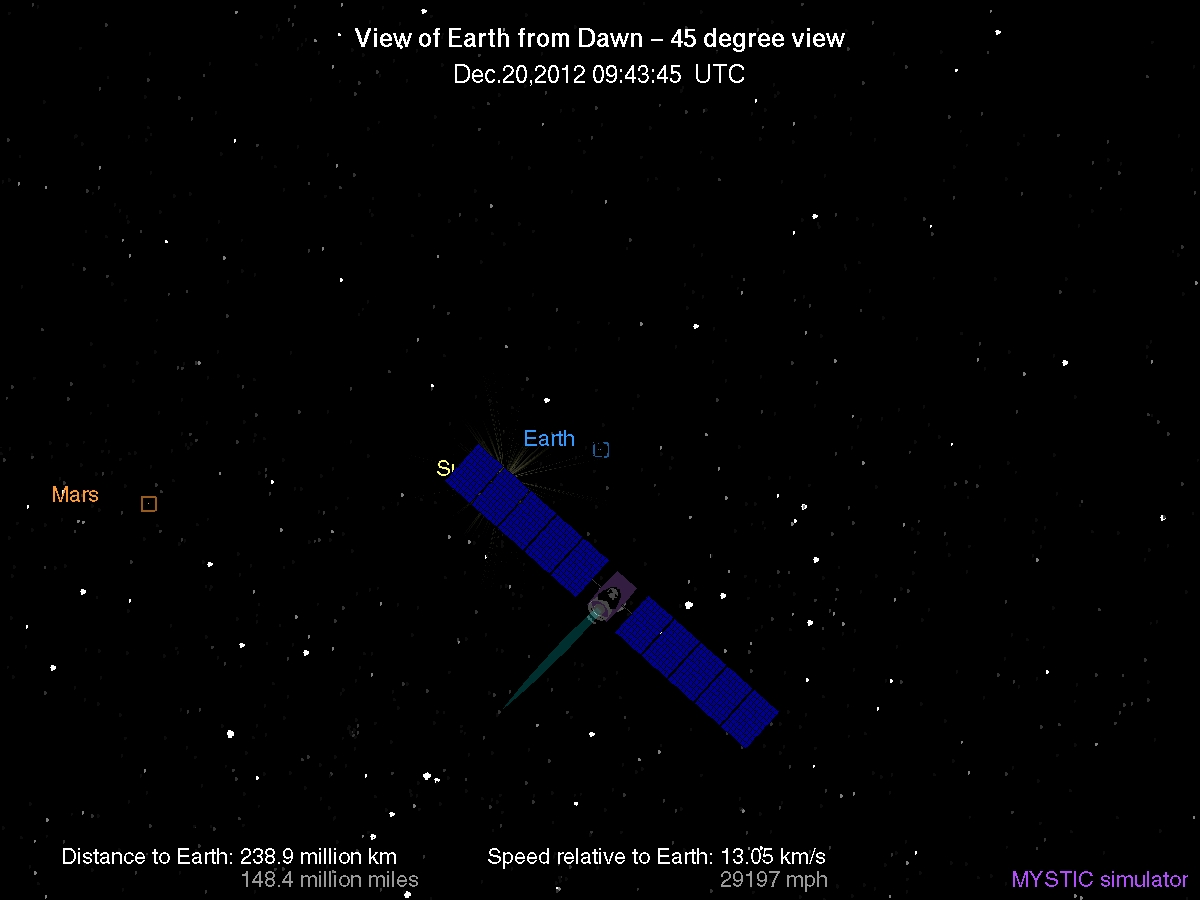 View of Earth from Dawn – 45 degree view
Dec.20,2012 09:43:45 UTC
Earth
Mars
Distance to Earth: 238.9 million km
148.4 million miles
Speed relative to Earth: 13.05 km/s
29197 mph
MYSTIC simulator